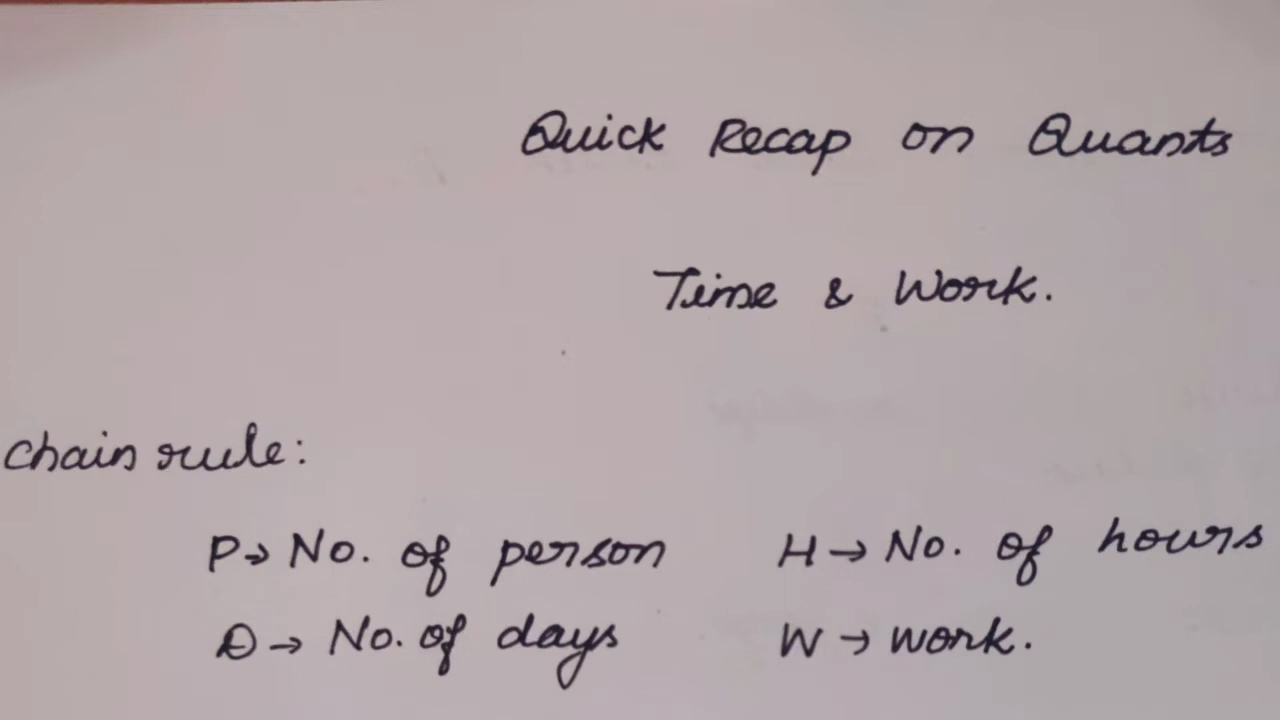 Quick Recap on Quants
Time & Work.
Chain rule:
P→ No. of person H→ No. of hours
D→ No. of days W→ work.